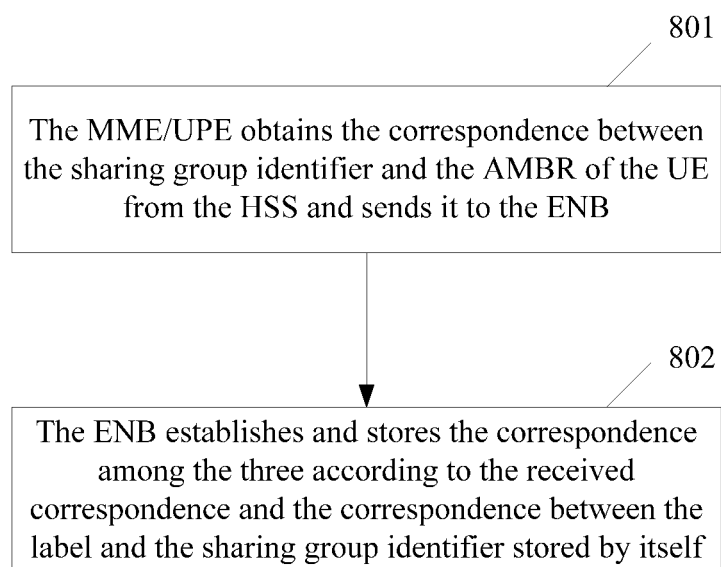 801
The MME/UPE obtains the correspondence between
the sharing group identifier and the AMBR of the UE
from the HSS and sends it to the ENB
802
The ENB establishes and stores the correspondence
among the three according to the received
correspondence and the correspondence between the
label and the sharing group identifier stored by itself